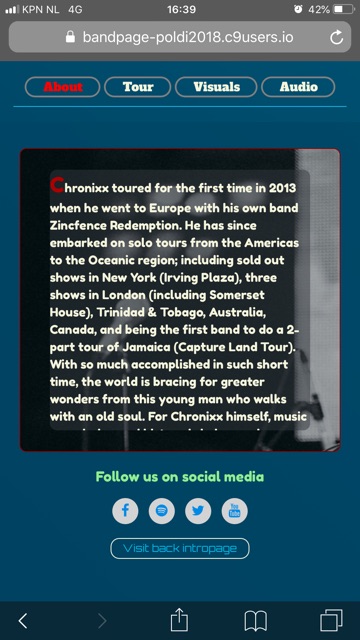 KPN NL 4G 16:39 42%
bandpage-poldi2018.c9users.io
About Tour Visuals Audio
Chronixx toured for the first time in 2013
when he went to Europe with his own band
Zincfence Redemption. He has since
embarked on solo tours from the Americas
to the Oceanic region; including sold out
shows in New York (Irving Plaza), three
shows in London (including Somerset
House), Trinidad & Tobago, Australia,
Canada, and being the first band to do a 2-
part tour of Jamaica (Capture Land Tour).
With so much accomplished in such short
time, the world is bracing for greater
wonders from this young man who walks
with an old soul. For Chronixx himself, music
Follow us on social media
You Tube
Visit back intropage